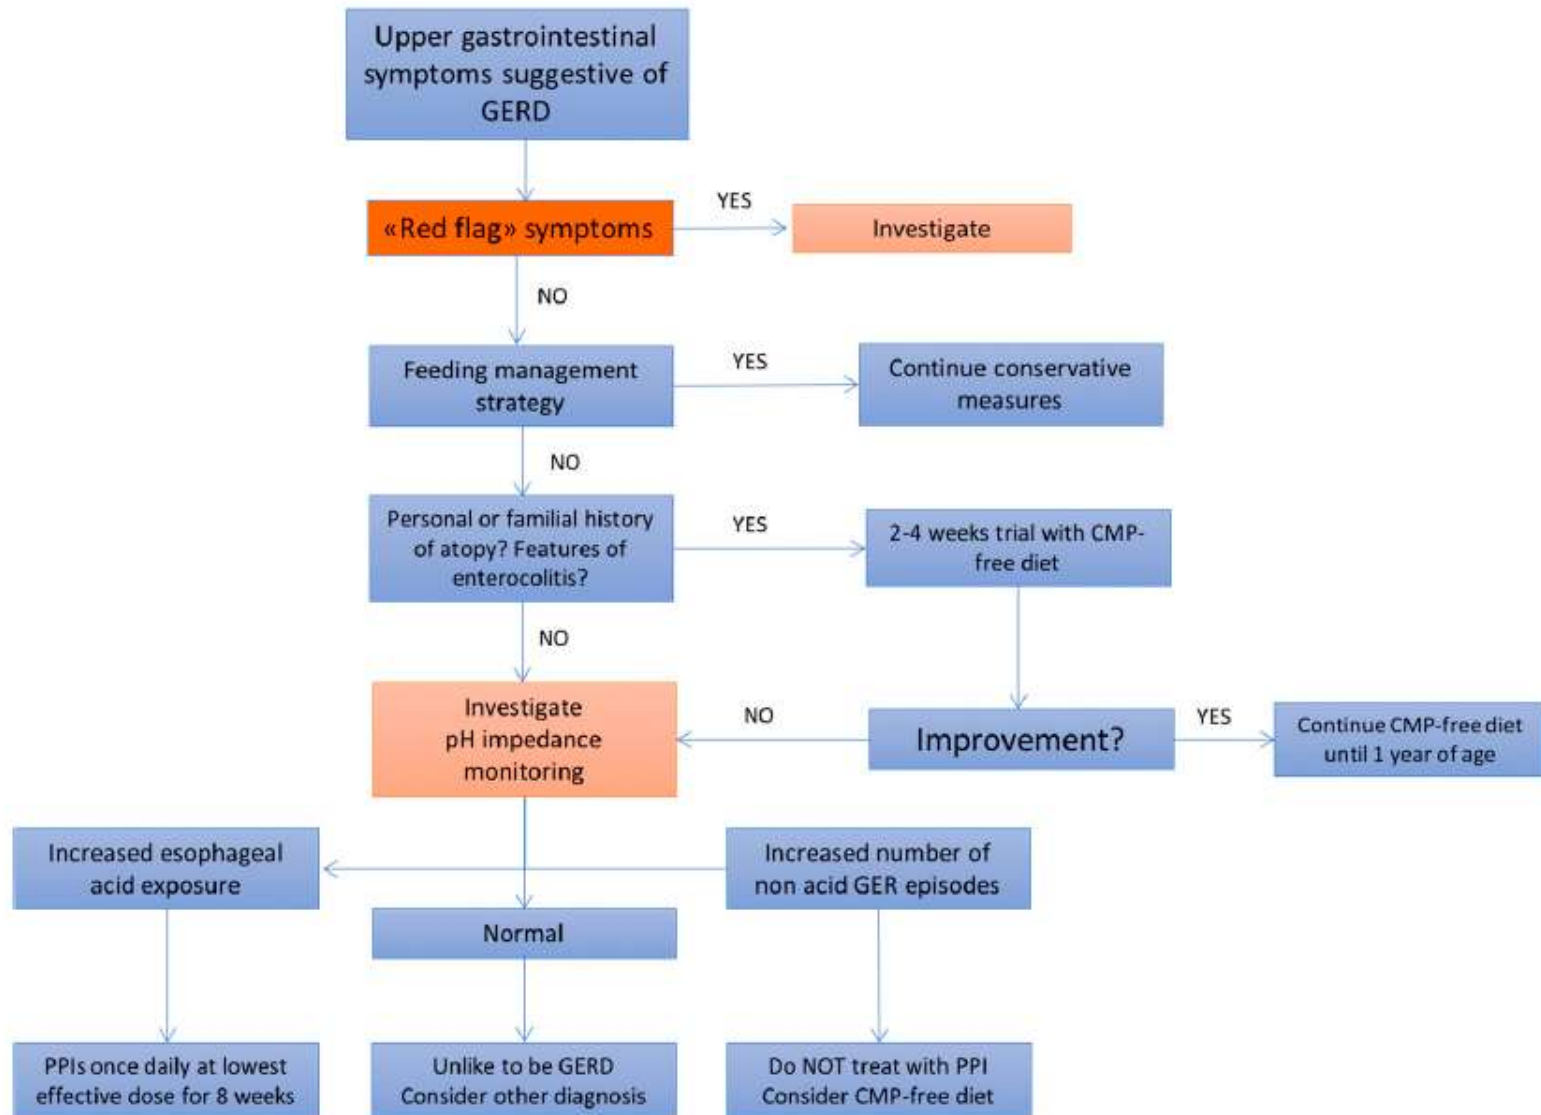 Upper gastrointestinal
symptoms suggestive of
GERD
«Red flag» symptoms
YES
Investigate
NO
Feeding management
strategy
YES
Continue conservative
measures
NO
Personal or familial history
of atopy? Features of
enterocolitis?
YES
2-4 weeks trial with CMP-
free diet
NO
Investigate
pH impedance
monitoring
NO
Improvement?
YES
Continue CMP-free diet
until 1 year of age
Increased esophageal
acid exposure
Increased number of
non acid GER episodes
Normal
PPIs once daily at lowest
effective dose for 8 weeks
Unlike to be GERD
Consider other diagnosis
Do NOT treat with PPI
Consider CMP-free diet